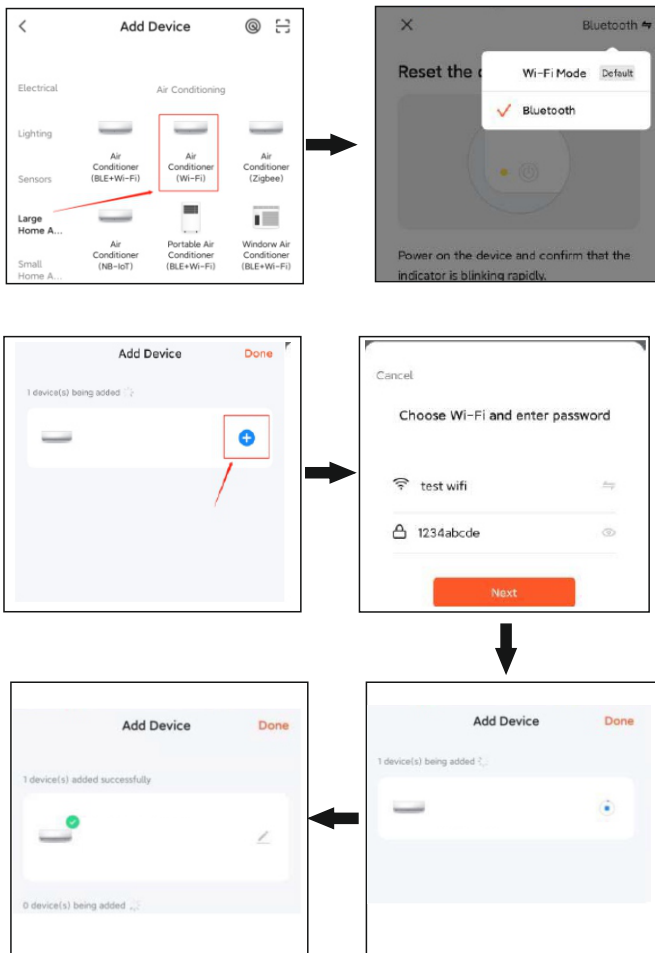 Add Device
Electrical
Air Conditioning
Lighting
Sensors
Large
Home A...
Small
Home A...
Air
Conditioner
(BLE+Wi-Fi)
Air
Conditioner
(Wi-Fi)
Air
Conditioner
(Zigbee)
Air
Conditioner
(NB-IoT)
Portable Air
Conditioner
(BLE+Wi-Fi)
Windorw Air
Conditioner
(BLE+Wi-Fi)
Bluetooth
Reset the d
Wi-Fi Mode Default
Bluetooth
Power on the device and confirm that the
indicator is blinking rapidly.
Add Device Done
1 device(s) being added
Cancel
Choose Wi-Fi and enter password
test wifi
1234abcde
Next
Add Device Done
1 device(s) being added
Add Device Done
1 device(s) added successfully
0 device(s) being added